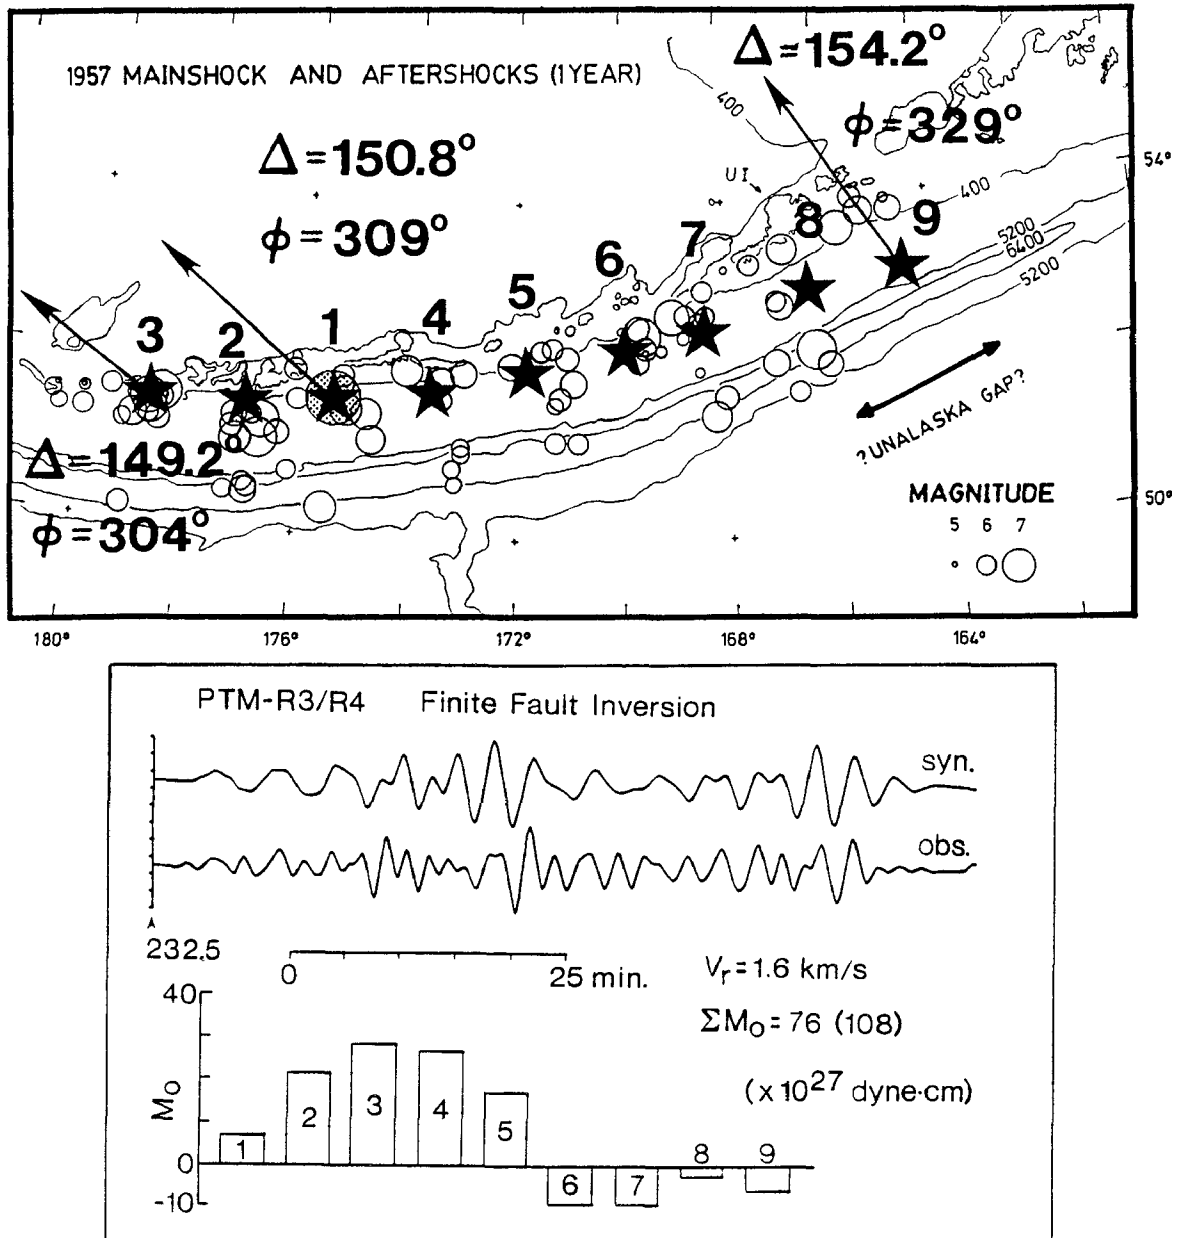 1957 MAINSHOCK AND AFTERSHOCKS (1 YEAR)
Δ=154.2°
ϕ=329°
Δ=150.8°
ϕ=309°
400
UI
400
54°
5200
6400
5200
1
2
3
4
5
6
7
8
9
Δ=149.2°
ϕ=304°
?UNALASKA GAP?
MAGNITUDE
5 6 7
50°
180° 176° 172° 168° 164°
PTM-R3/R4 Finite Fault Inversion
syn.
obs.
232.5
0 25 min.
Vr=1.6 km/s
ΣMo=76 (108)
(x10²⁷ dyne·cm)
40
Mo
0
-10
1
2
3
4
5
6
7
8
9